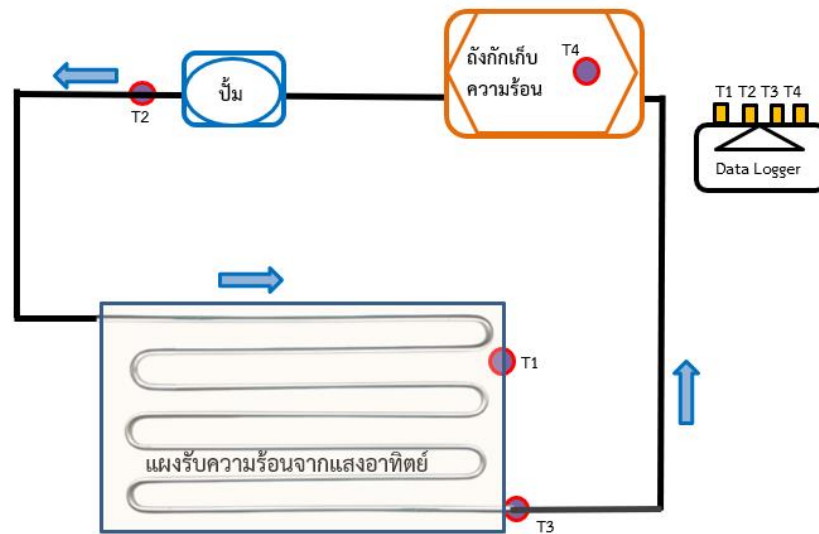 ถังกักเก็บ
ความร้อน
T4
ปั้ม
T2
T1 T2 T3 T4
Data Logger
T1
แผงรับความร้อนจากแสงอาทิตย์
T3